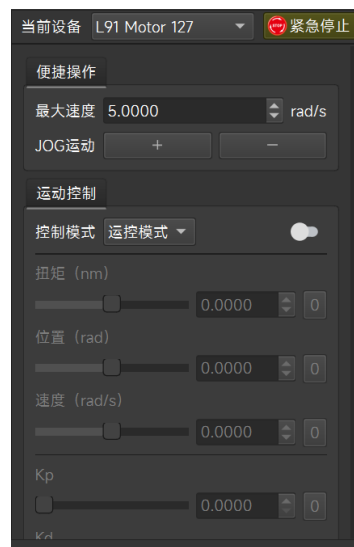 当前设备 L91 Motor 127 STOP 紧急停止
便捷操作
最大速度 5.0000 rad/s
JOG运动 + −
运动控制
控制模式 运控模式
扭矩（nm）
0.0000 0
位置（rad）
0.0000 0
速度（rad/s）
0.0000 0
Kp
0.0000 0
Kd